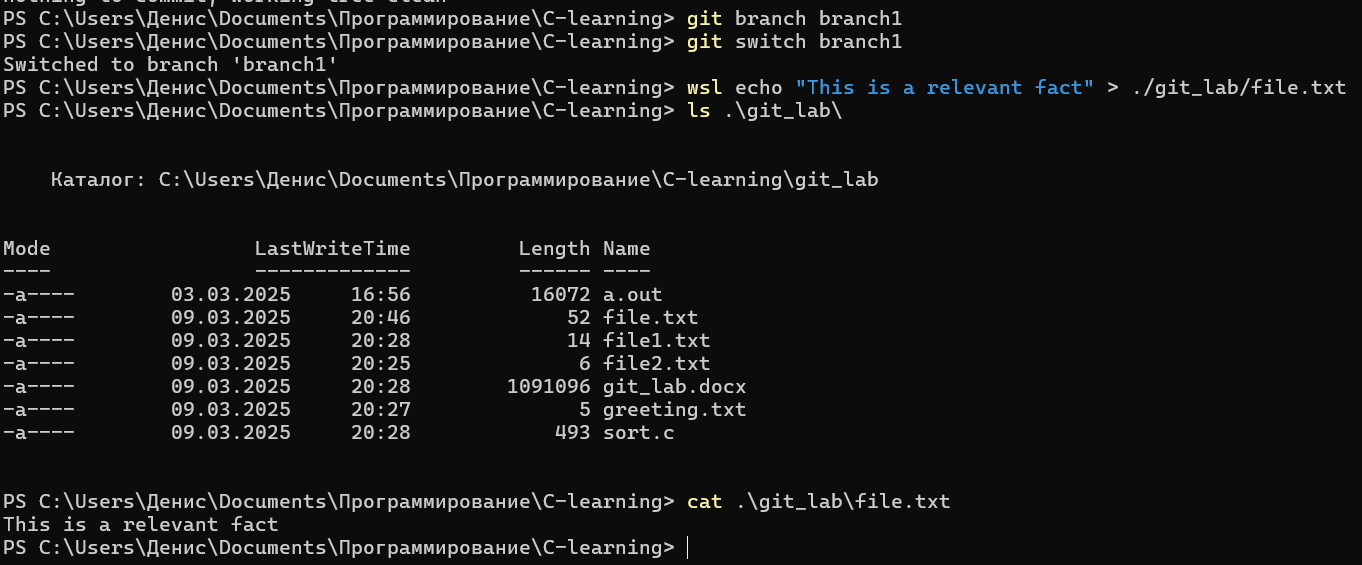 nothing to commit, working tree clean
PS C:\Users\Денис\Documents\Программирование\C-learning> git branch branch1
PS C:\Users\Денис\Documents\Программирование\C-learning> git switch branch1
Switched to branch 'branch1'
PS C:\Users\Денис\Documents\Программирование\C-learning> wsl echo "This is a relevant fact" > ./git_lab/file.txt
PS C:\Users\Денис\Documents\Программирование\C-learning> ls .\git_lab\
Каталог: C:\Users\Денис\Documents\Программирование\C-learning\git_lab
Mode LastWriteTime Length Name
---- ------------- ------ ----
-a---- 03.03.2025 16:56 16072 a.out
-a---- 09.03.2025 20:46 52 file.txt
-a---- 09.03.2025 20:28 14 file1.txt
-a---- 09.03.2025 20:25 6 file2.txt
-a---- 09.03.2025 20:28 1091096 git_lab.docx
-a---- 09.03.2025 20:27 5 greeting.txt
-a---- 09.03.2025 20:28 493 sort.c
PS C:\Users\Денис\Documents\Программирование\C-learning> cat .\git_lab\file.txt
This is a relevant fact
PS C:\Users\Денис\Documents\Программирование\C-learning>